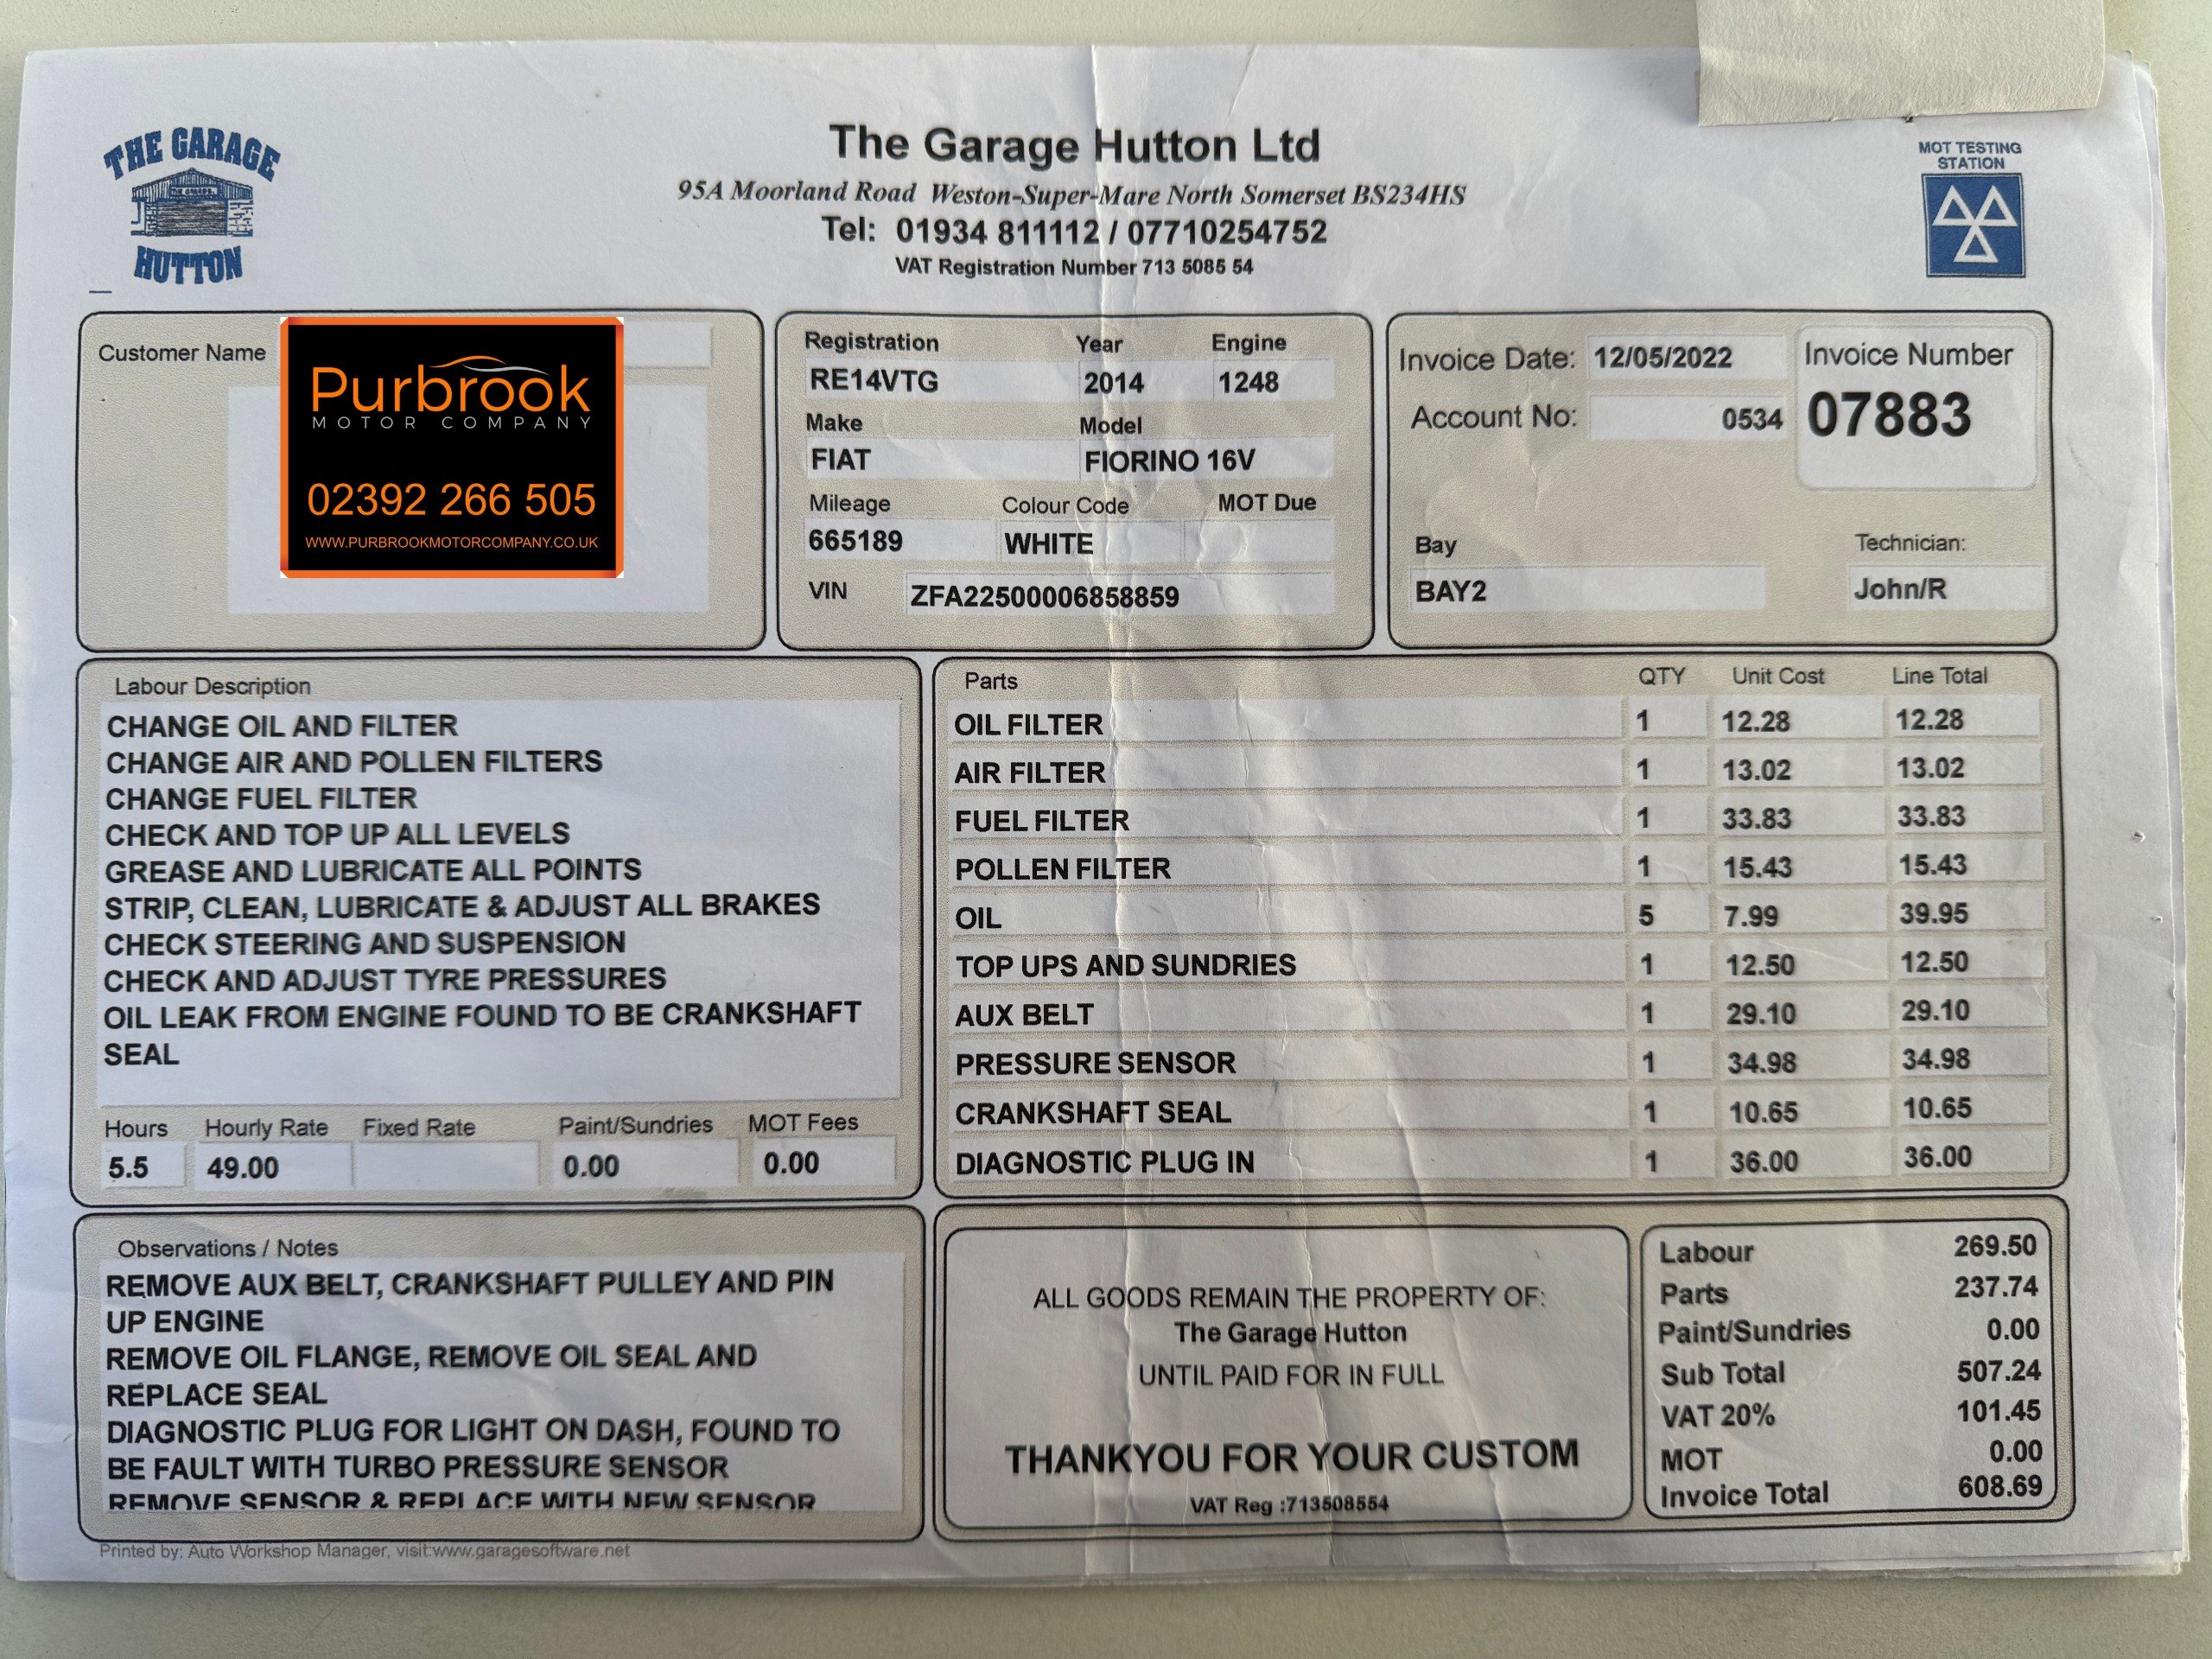 THE GARAGE
THE GARAGE
HUTTON
The Garage Hutton Ltd
95A Moorland Road Weston-Super-Mare North Somerset BS234HS
Tel: 01934 811112 / 07710254752
VAT Registration Number 713 5085 54
MOT TESTING
STATION
Customer Name
Purbrook
MOTOR COMPANY
02392 266 505
WWW.PURBROOKMOTORCOMPANY.CO.UK
Registration Year Engine
RE14VTG 2014 1248
Make Model
FIAT FIORINO 16V
Mileage Colour Code MOT Due
665189 WHITE
VIN ZFA22500006858859
Invoice Date: 12/05/2022
Account No: 0534
Invoice Number
07883
Bay Technician:
BAY2 John/R
Labour Description
CHANGE OIL AND FILTER
CHANGE AIR AND POLLEN FILTERS
CHANGE FUEL FILTER
CHECK AND TOP UP ALL LEVELS
GREASE AND LUBRICATE ALL POINTS
STRIP, CLEAN, LUBRICATE & ADJUST ALL BRAKES
CHECK STEERING AND SUSPENSION
CHECK AND ADJUST TYRE PRESSURES
OIL LEAK FROM ENGINE FOUND TO BE CRANKSHAFT
SEAL
Hours Hourly Rate Fixed Rate Paint/Sundries MOT Fees
5.5 49.00 0.00 0.00
Parts QTY Unit Cost Line Total
OIL FILTER 1 12.28 12.28
AIR FILTER 1 13.02 13.02
FUEL FILTER 1 33.83 33.83
POLLEN FILTER 1 15.43 15.43
OIL 5 7.99 39.95
TOP UPS AND SUNDRIES 1 12.50 12.50
AUX BELT 1 29.10 29.10
PRESSURE SENSOR 1 34.98 34.98
CRANKSHAFT SEAL 1 10.65 10.65
DIAGNOSTIC PLUG IN 1 36.00 36.00
Observations / Notes
REMOVE AUX BELT, CRANKSHAFT PULLEY AND PIN
UP ENGINE
REMOVE OIL FLANGE, REMOVE OIL SEAL AND
REPLACE SEAL
DIAGNOSTIC PLUG FOR LIGHT ON DASH, FOUND TO
BE FAULT WITH TURBO PRESSURE SENSOR
REMOVE SENSOR & REPLACE WITH NEW SENSOR
ALL GOODS REMAIN THE PROPERTY OF:
The Garage Hutton
UNTIL PAID FOR IN FULL
THANKYOU FOR YOUR CUSTOM
VAT Reg :713508554
Labour 269.50
Parts 237.74
Paint/Sundries 0.00
Sub Total 507.24
VAT 20% 101.45
MOT 0.00
Invoice Total 608.69
Printed by: Auto Workshop Manager, visit:www.garagesoftware.net